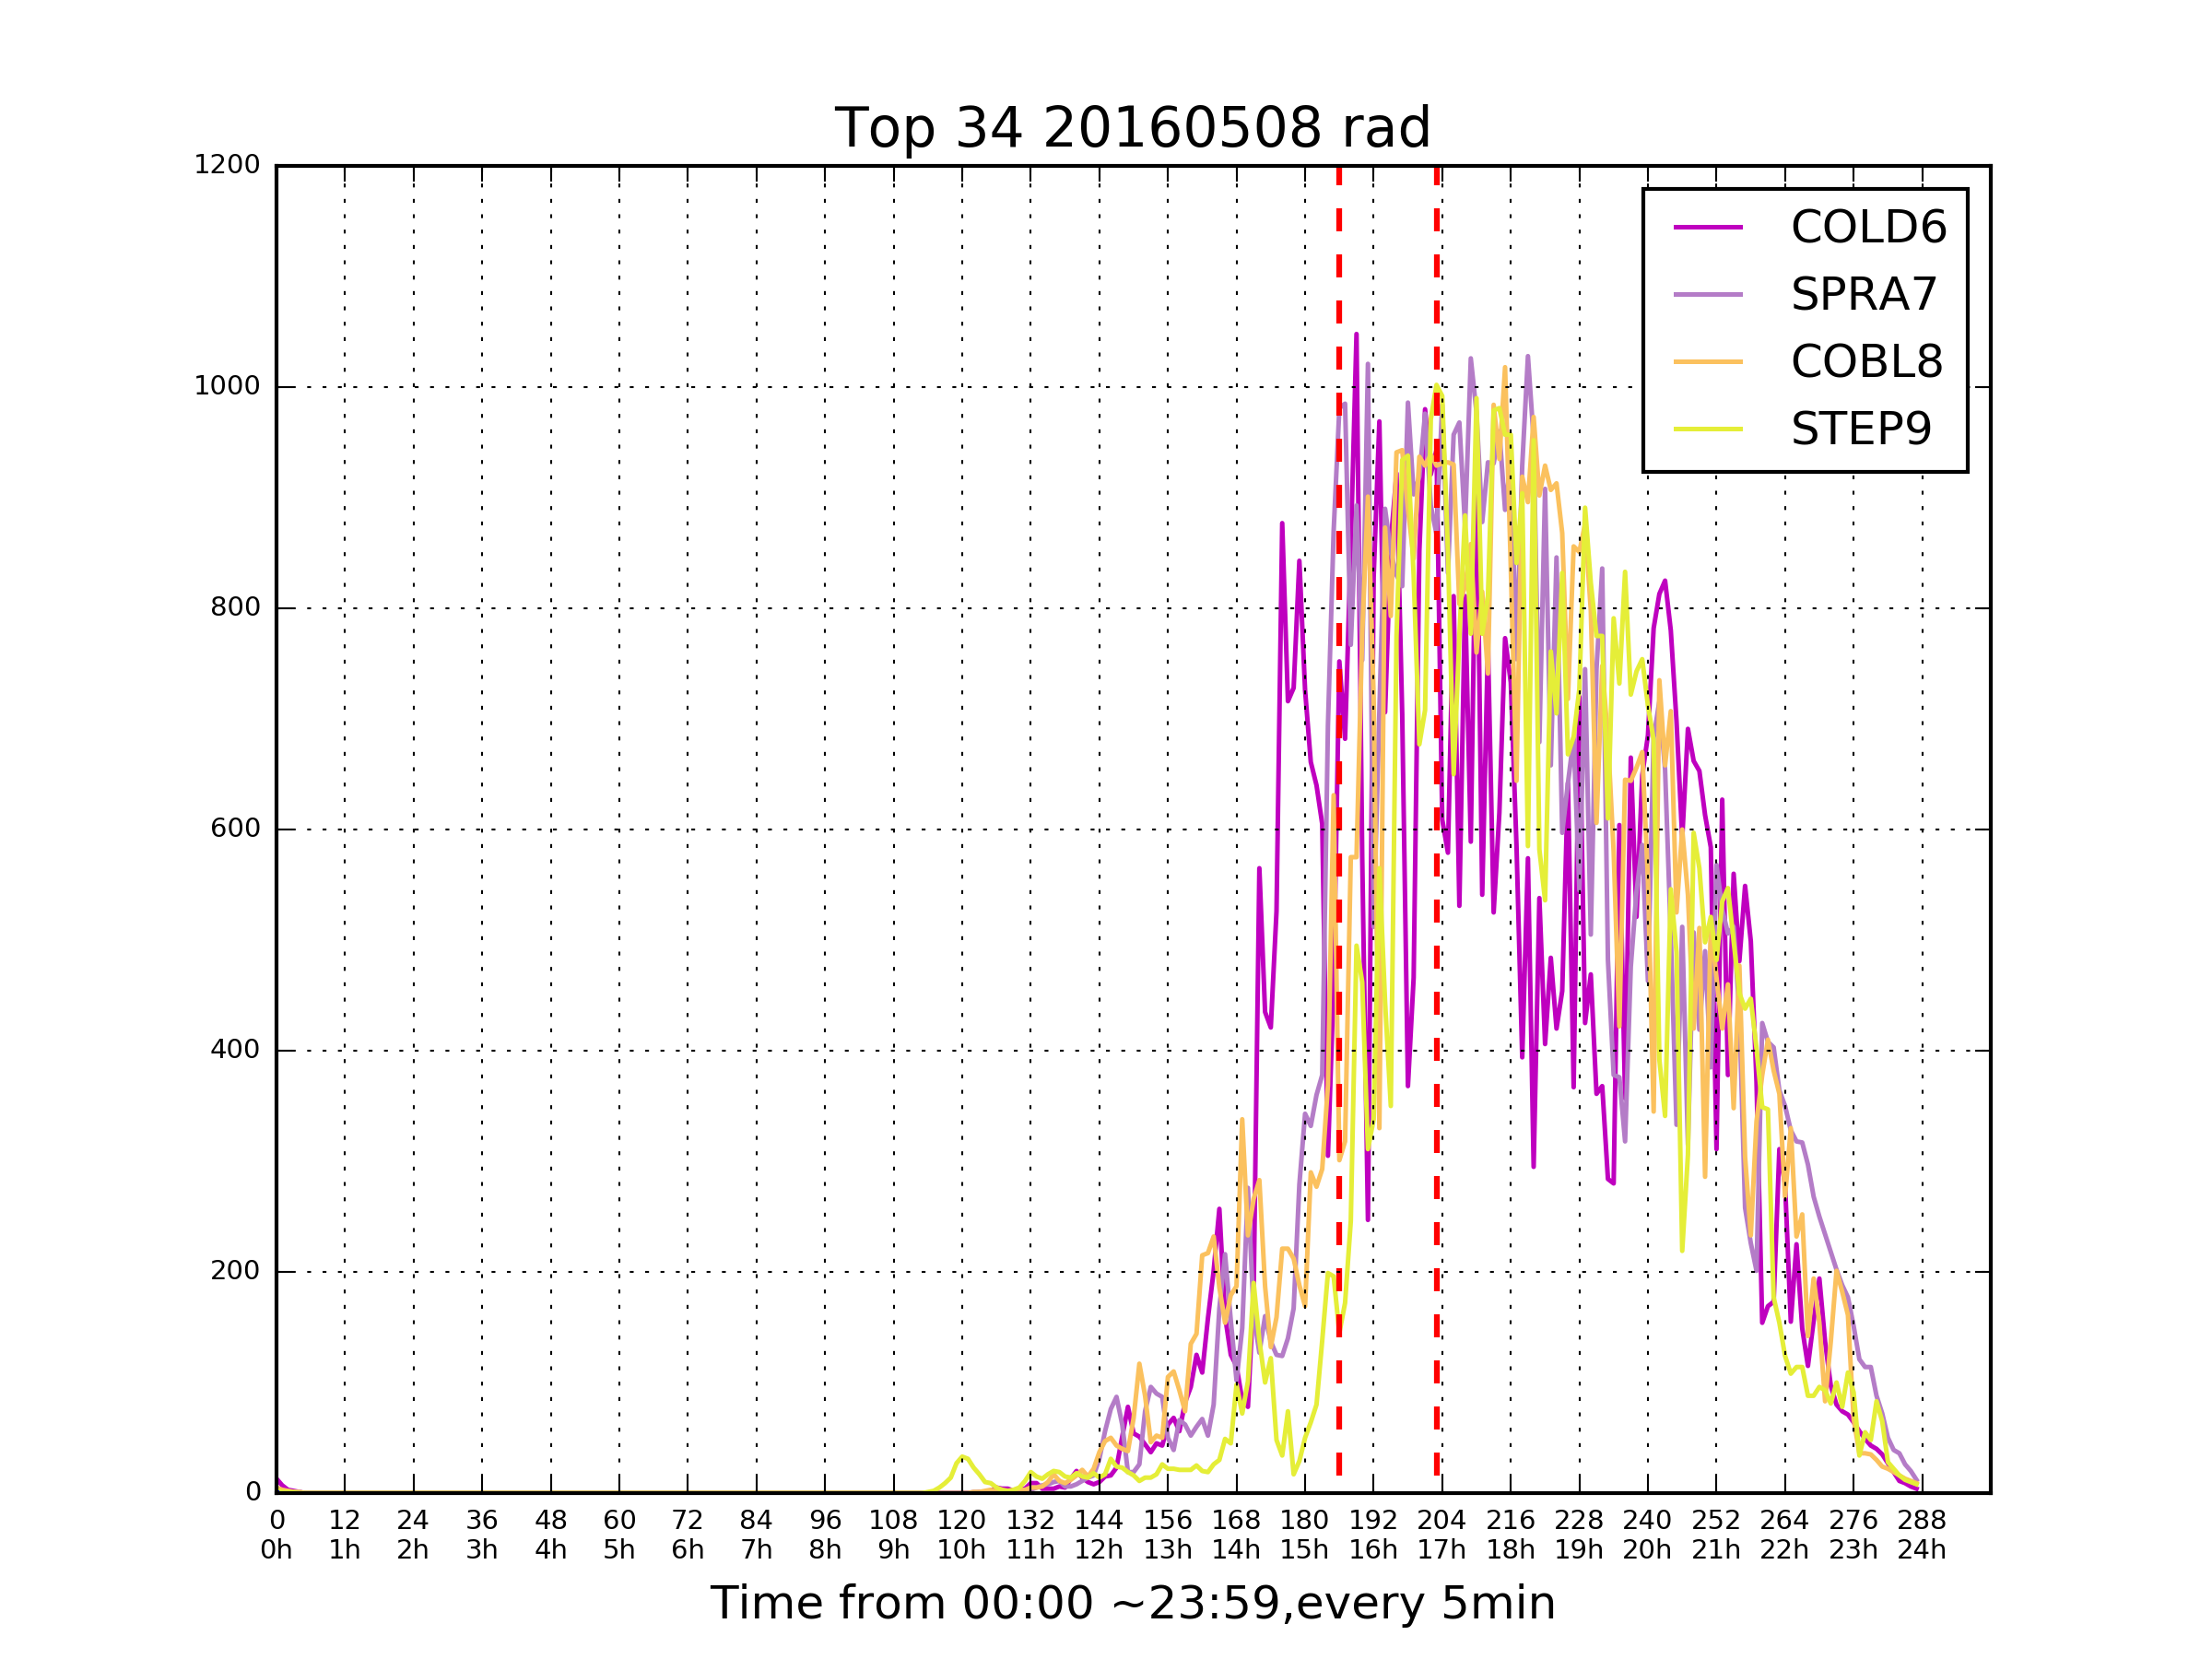 Top 34 20160508 rad
1200
1000
800
600
400
200
0
COLD6
SPRA7
COBL8
STEP9
0 12 24 36 48 60 72 84 96 108 120 132 144 156 168 180 192 204 216 228 240 252 264 276 288
0h 1h 2h 3h 4h 5h 6h 7h 8h 9h 10h 11h 12h 13h 14h 15h 16h 17h 18h 19h 20h 21h 22h 23h 24h
Time from 00:00 ~23:59,every 5min